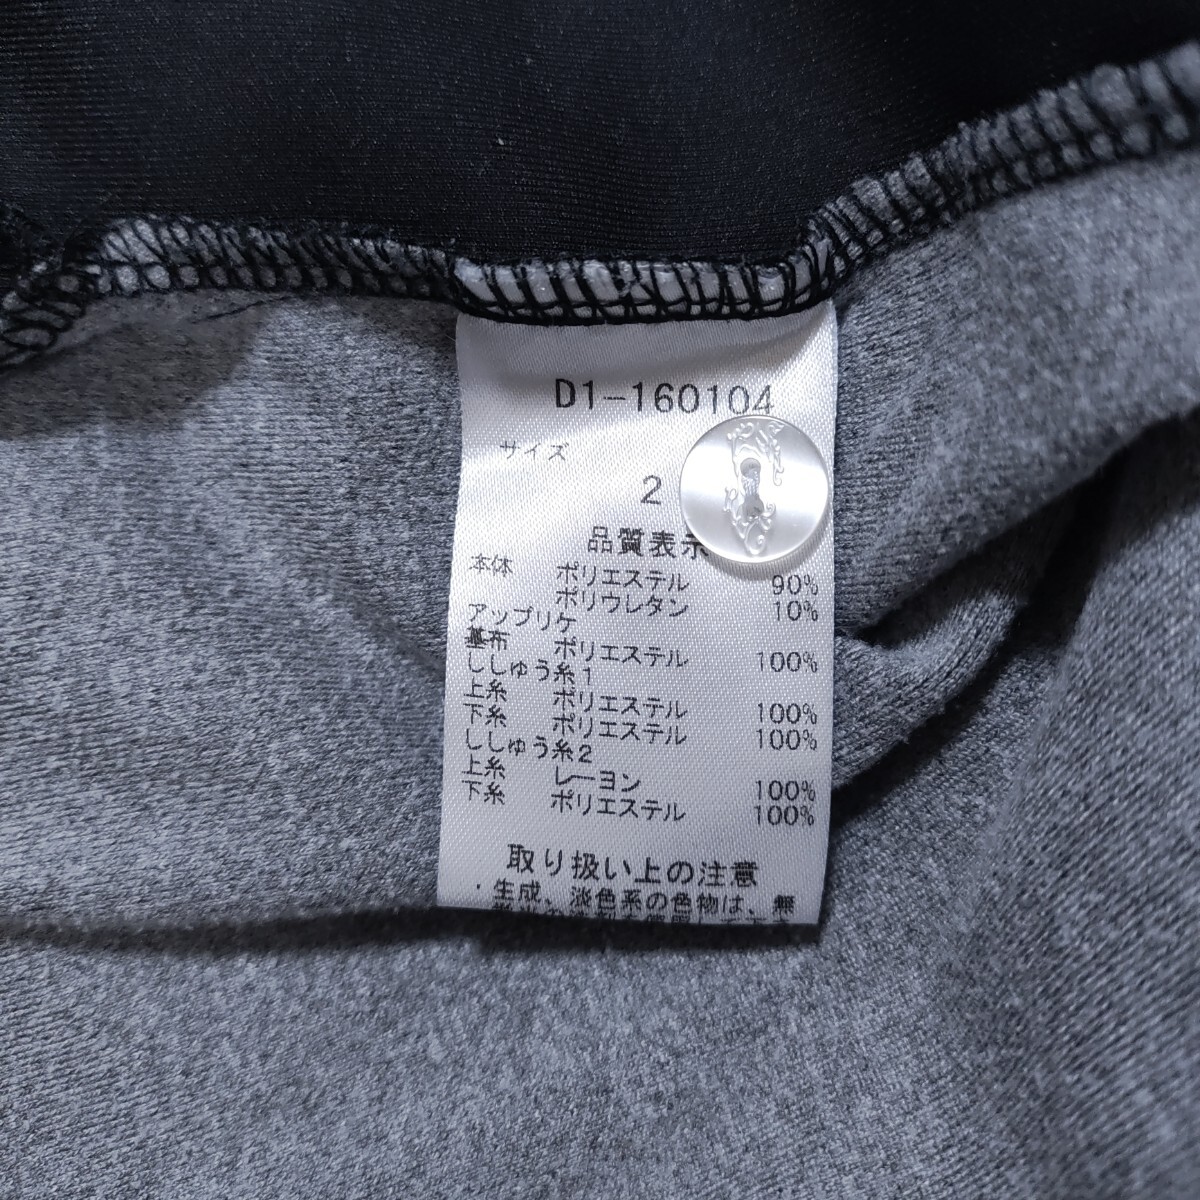 D1-160104
サイズ
2
品質表示
本体 ポリエステル 90%
ポリウレタン 10%
アップリケ
基布 ポリエステル 100%
ししゅう糸1
上糸 ポリエステル 100%
下糸 ポリエステル 100%
ししゅう糸2
上糸 レーヨン 100%
下糸 ポリエステル 100%
取り扱い上の注意
・生成、淡色系の色物は、無